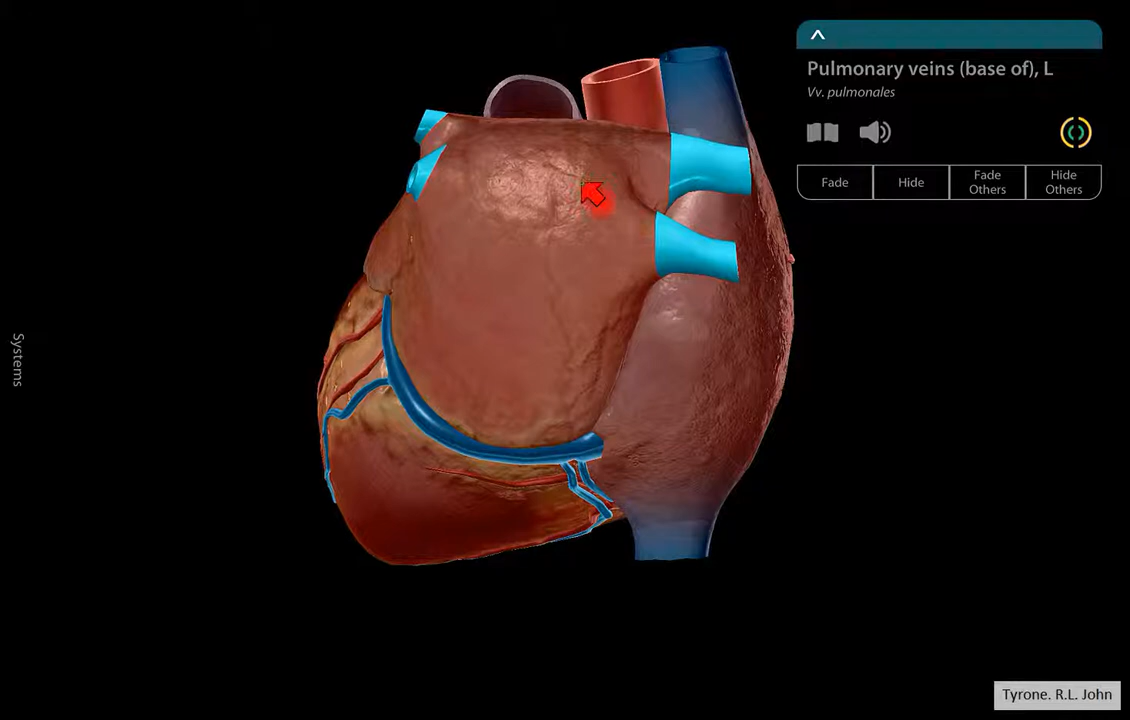 Pulmonary veins (base of), L
Vv. pulmonales
Fade
Hide
Fade
Others
Hide
Others
Systems
Tyrone. R.L. John